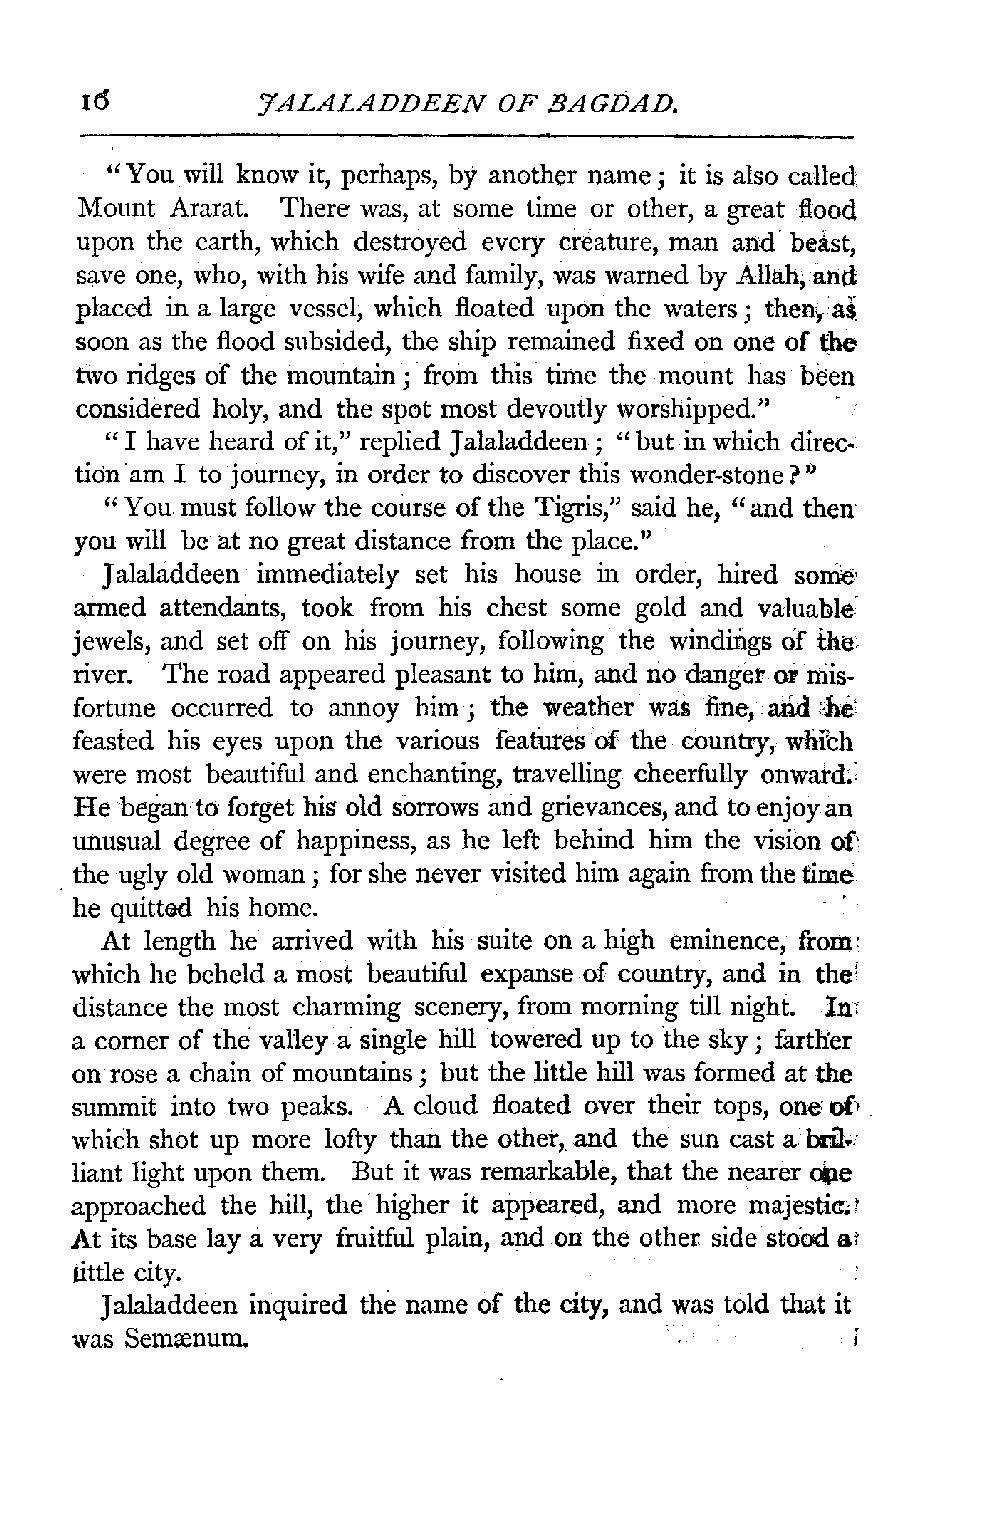 16 JALALADDEEN OF BAGDAD.
“You will know it, perhaps, by another name; it is also called
Mount Ararat. There was, at some time or other, a great flood
upon the earth, which destroyed every creature, man and beast,
save one, who, with his wife and family, was warned by Allah, and
placed in a large vessel, which floated upon the waters; then, as
soon as the flood subsided, the ship remained fixed on one of the
two ridges of the mountain; from this time the mount has been
considered holy, and the spot most devoutly worshipped.”
“I have heard of it,” replied Jalaladdeen; “but in which direc-
tion am I to journey, in order to discover this wonder-stone?”
“You must follow the course of the Tigris,” said he, “and then
you will be at no great distance from the place.”
Jalaladdeen immediately set his house in order, hired some
armed attendants, took from his chest some gold and valuable
jewels, and set off on his journey, following the windings of the
river. The road appeared pleasant to him, and no danger or mis-
fortune occurred to annoy him; the weather was fine, and he
feasted his eyes upon the various features of the country, which
were most beautiful and enchanting, travelling cheerfully onward.
He began to forget his old sorrows and grievances, and to enjoy an
unusual degree of happiness, as he left behind him the vision of
the ugly old woman; for she never visited him again from the time
he quitted his home.
At length he arrived with his suite on a high eminence, from
which he beheld a most beautiful expanse of country, and in the
distance the most charming scenery, from morning till night. In
a corner of the valley a single hill towered up to the sky; farther
on rose a chain of mountains; but the little hill was formed at the
summit into two peaks. A cloud floated over their tops, one of
which shot up more lofty than the other, and the sun cast a bril-
liant light upon them. But it was remarkable, that the nearer one
approached the hill, the higher it appeared, and more majestic.
At its base lay a very fruitful plain, and on the other side stood a
little city.
Jalaladdeen inquired the name of the city, and was told that it
was Semænum.